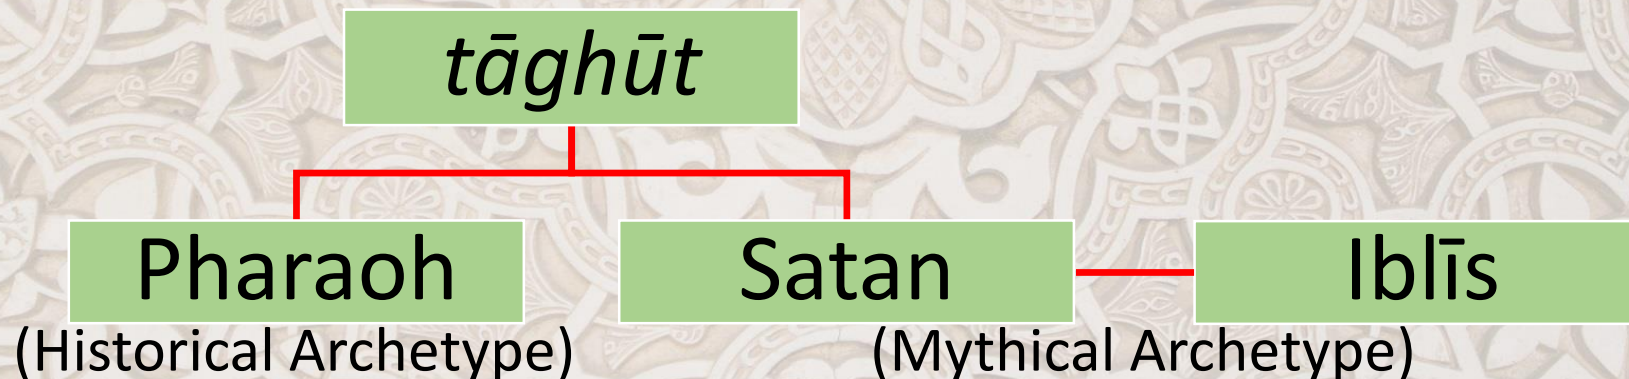 tāghūt
Pharaoh Satan Iblīs
(Historical Archetype) (Mythical Archetype)